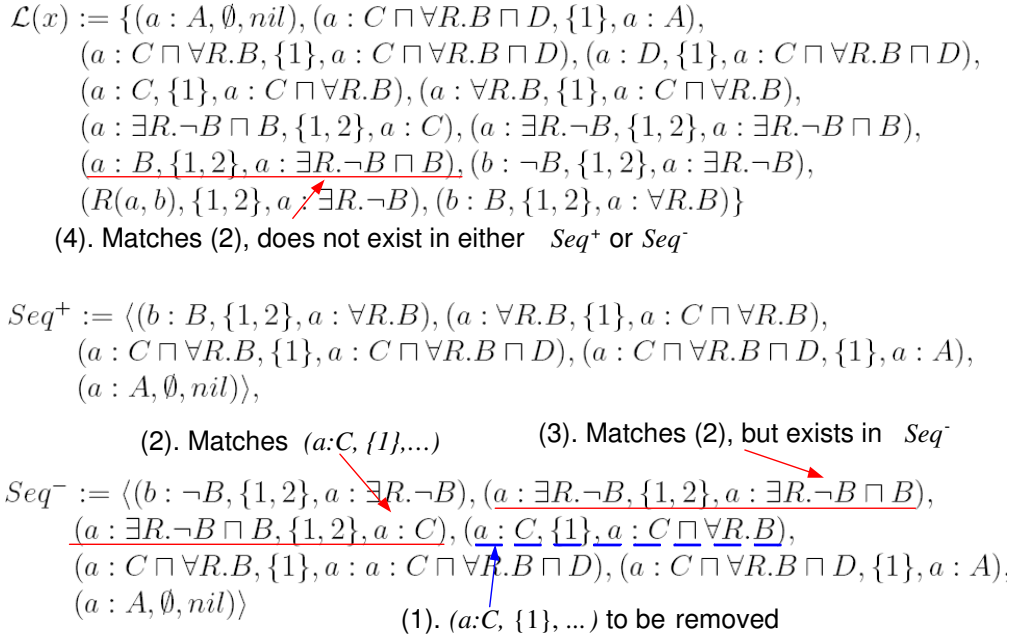 ℒ(x) := {(a : A, ∅, nil), (a : C ⊓ ∀R.B ⊓ D, {1}, a : A),
(a : C ⊓ ∀R.B, {1}, a : C ⊓ ∀R.B ⊓ D), (a : D, {1}, a : C ⊓ ∀R.B ⊓ D),
(a : C, {1}, a : C ⊓ ∀R.B), (a : ∀R.B, {1}, a : C ⊓ ∀R.B),
(a : ∃R.¬B ⊓ B, {1, 2}, a : C), (a : ∃R.¬B, {1, 2}, a : ∃R.¬B ⊓ B),
(a : B, {1, 2}, a : ∃R.¬B ⊓ B), (b : ¬B, {1, 2}, a : ∃R.¬B),
(R(a, b), {1, 2}, a : ∃R.¬B), (b : B, {1, 2}, a : ∀R.B)}
(4). Matches (2), does not exist in either Seq⁺ or Seq⁻
Seq⁺ := ⟨(b : B, {1, 2}, a : ∀R.B), (a : ∀R.B, {1}, a : C ⊓ ∀R.B),
(a : C ⊓ ∀R.B, {1}, a : C ⊓ ∀R.B ⊓ D), (a : C ⊓ ∀R.B ⊓ D, {1}, a : A),
(a : A, ∅, nil)⟩,
(2). Matches (a:C, {1},...)
(3). Matches (2), but exists in Seq⁻
Seq⁻ := ⟨(b : ¬B, {1, 2}, a : ∃R.¬B), (a : ∃R.¬B, {1, 2}, a : ∃R.¬B ⊓ B),
(a : ∃R.¬B ⊓ B, {1, 2}, a : C), (a : C, {1}, a : C ⊓ ∀R.B),
(a : C ⊓ ∀R.B, {1}, a : a : C ⊓ ∀R.B ⊓ D), (a : C ⊓ ∀R.B ⊓ D, {1}, a : A),
(a : A, ∅, nil)⟩
(1). (a:C, {1}, ...) to be removed